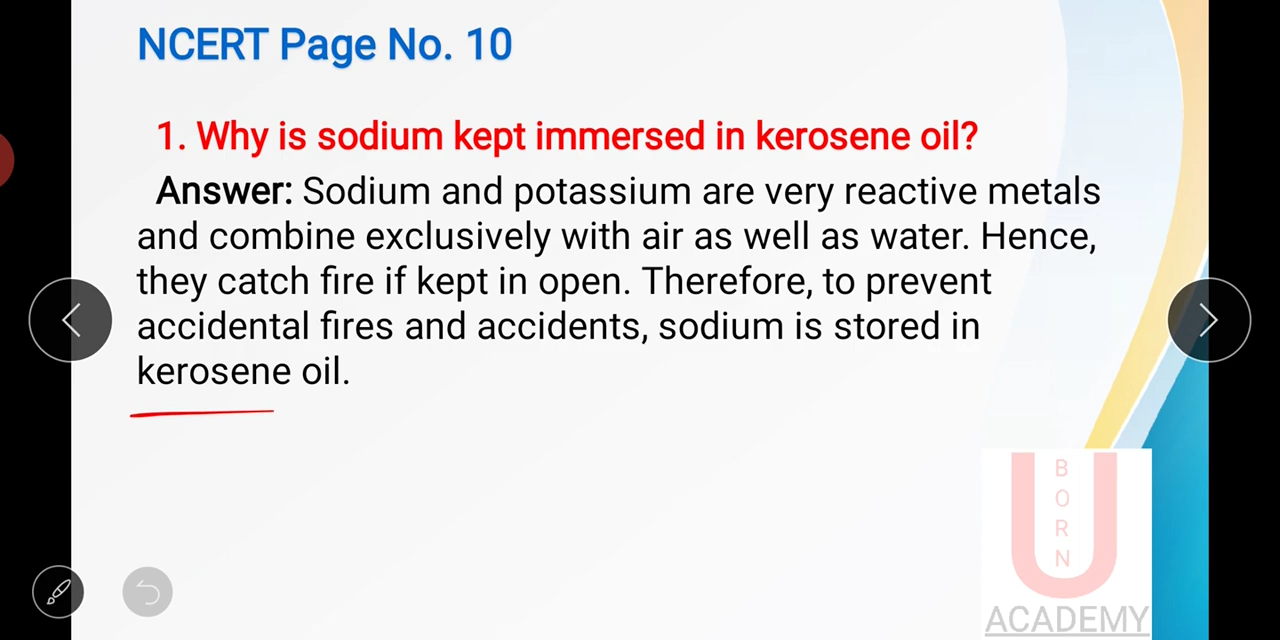 NCERT Page No. 10
1. Why is sodium kept immersed in kerosene oil?
Answer: Sodium and potassium are very reactive metals
and combine exclusively with air as well as water. Hence,
they catch fire if kept in open. Therefore, to prevent
accidental fires and accidents, sodium is stored in
kerosene oil.
U
BORN
ACADEMY